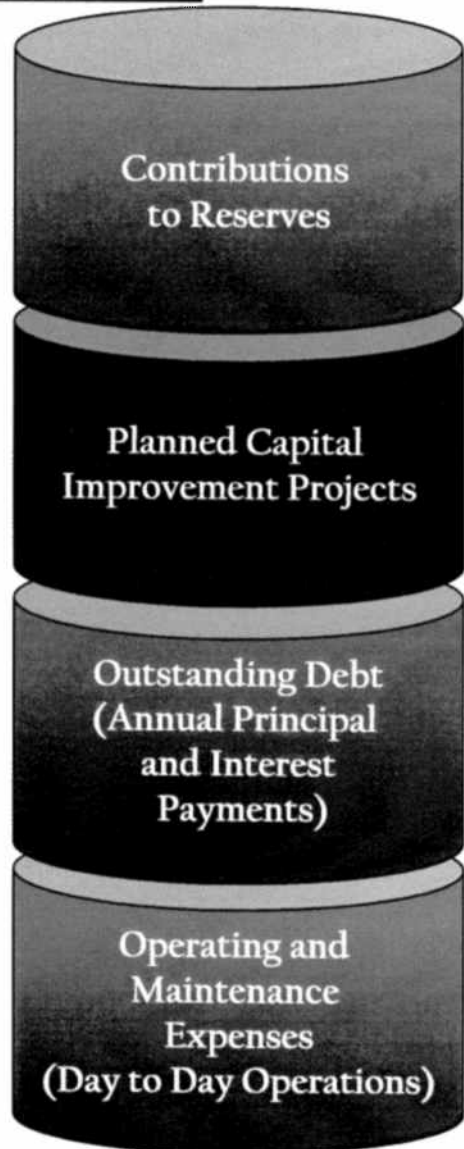 Contributions
to Reserves
Planned Capital
Improvement Projects
Outstanding Debt
(Annual Principal
and Interest
Payments)
Operating and
Maintenance
Expenses
(Day to Day Operations)